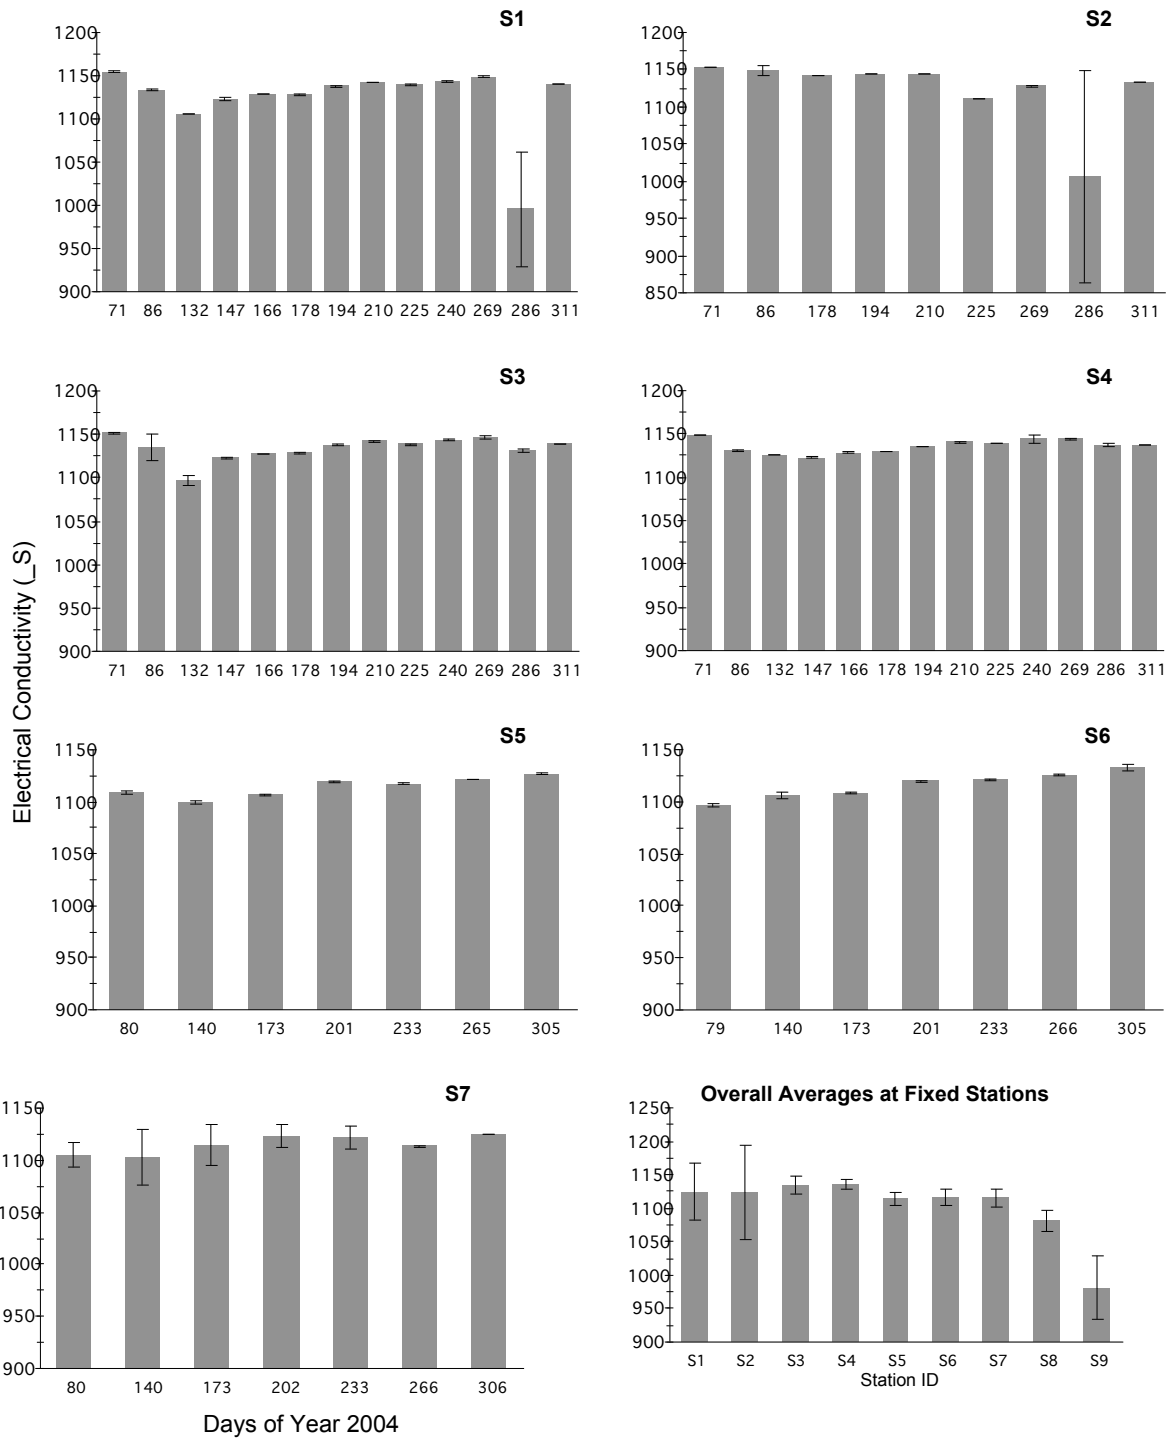 S1
1200
1150
1100
1050
1000
950
900
71 86 132 147 166 178 194 210 225 240 269 286 311
S2
1200
1150
1100
1050
1000
950
900
850
71 86 178 194 210 225 269 286 311
S3
1200
1150
1100
1050
1000
950
900
71 86 132 147 166 178 194 210 225 240 269 286 311
S4
1200
1150
1100
1050
1000
950
900
71 86 132 147 166 178 194 210 225 240 269 286 311
Electrical Conductivity (_S)
S5
1150
1100
1050
1000
950
900
80 140 173 201 233 265 305
S6
1150
1100
1050
1000
950
900
79 140 173 201 233 266 305
S7
1150
1100
1050
1000
950
900
80 140 173 202 233 266 306
Days of Year 2004
Overall Averages at Fixed Stations
1250
1200
1150
1100
1050
1000
950
900
S1 S2 S3 S4 S5 S6 S7 S8 S9
Station ID